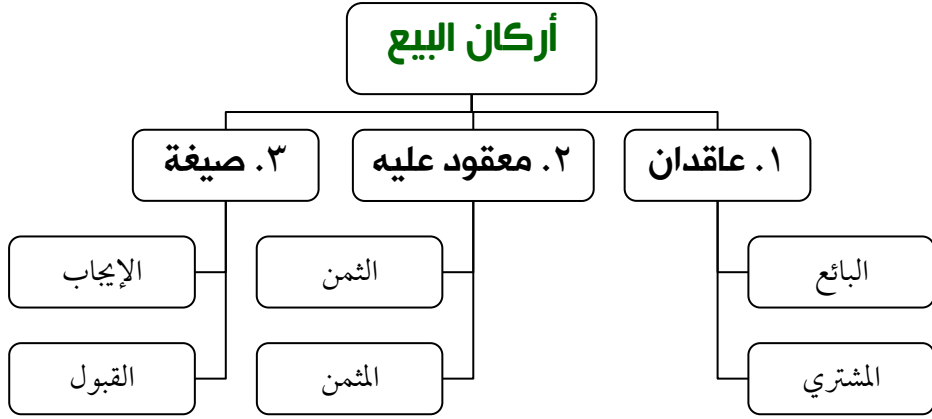 أركان البيع
١. عاقدان
٢. معقود عليه
٣. صيغة
البائع
الثمن
الإيجاب
المشتري
المثمن
القبول